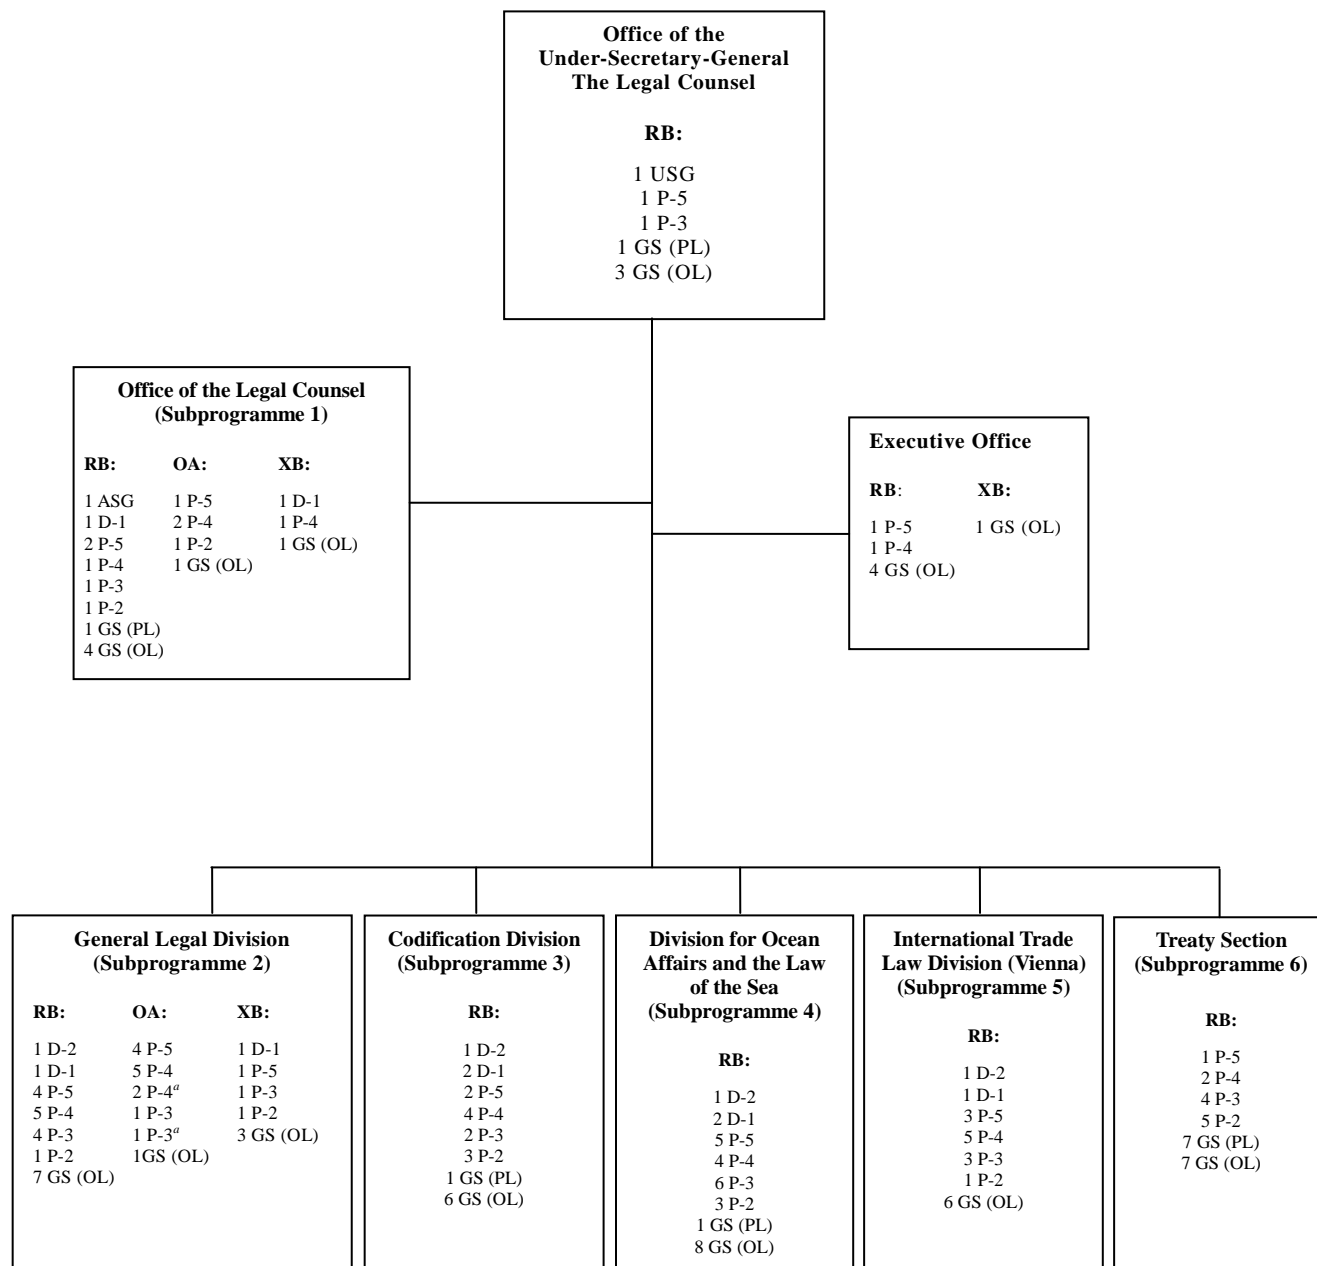 Office of the
Under-Secretary-General
The Legal Counsel
RB:
1 USG
1 P-5
1 P-3
1 GS (PL)
3 GS (OL)
Office of the Legal Counsel
(Subprogramme 1)
RB: OA: XB:
1 ASG 1 P-5 1 D-1
1 D-1 2 P-4 1 P-4
2 P-5 1 P-2 1 GS (OL)
1 P-4 1 GS (OL)
1 P-3
1 P-2
1 GS (PL)
4 GS (OL)
Executive Office
RB: XB:
1 P-5 1 GS (OL)
1 P-4
4 GS (OL)
General Legal Division
(Subprogramme 2)
RB: OA: XB:
1 D-2 4 P-5 1 D-1
1 D-1 5 P-4 1 P-5
4 P-5 2 P-4a 1 P-3
5 P-4 1 P-3 1 P-2
4 P-3 1 P-3a 3 GS (OL)
1 P-2 1GS (OL)
7 GS (OL)
Codification Division
(Subprogramme 3)
RB:
1 D-2
2 D-1
2 P-5
4 P-4
2 P-3
3 P-2
1 GS (PL)
6 GS (OL)
Division for Ocean
Affairs and the Law
of the Sea
(Subprogramme 4)
RB:
1 D-2
2 D-1
5 P-5
4 P-4
6 P-3
3 P-2
1 GS (PL)
8 GS (OL)
International Trade
Law Division (Vienna)
(Subprogramme 5)
RB:
1 D-2
1 D-1
3 P-5
5 P-4
3 P-3
1 P-2
6 GS (OL)
Treaty Section
(Subprogramme 6)
RB:
1 P-5
2 P-4
4 P-3
5 P-2
7 GS (PL)
7 GS (OL)